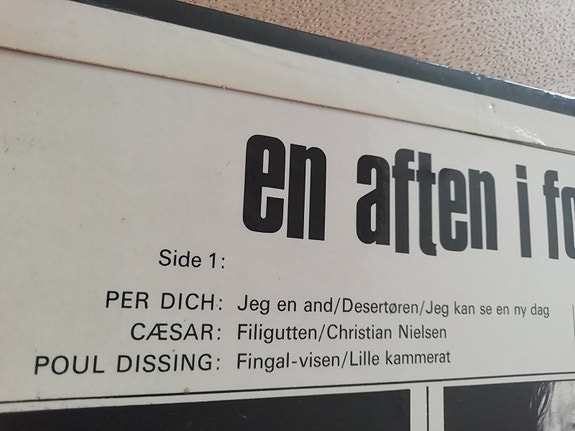 en aften i
Side 1:
PER DICH: Jeg en and/Desertøren/Jeg kan se en ny dag
CÆSAR: Filigutten/Christian Nielsen
POUL DISSING: Fingal-visen/Lille kammerat